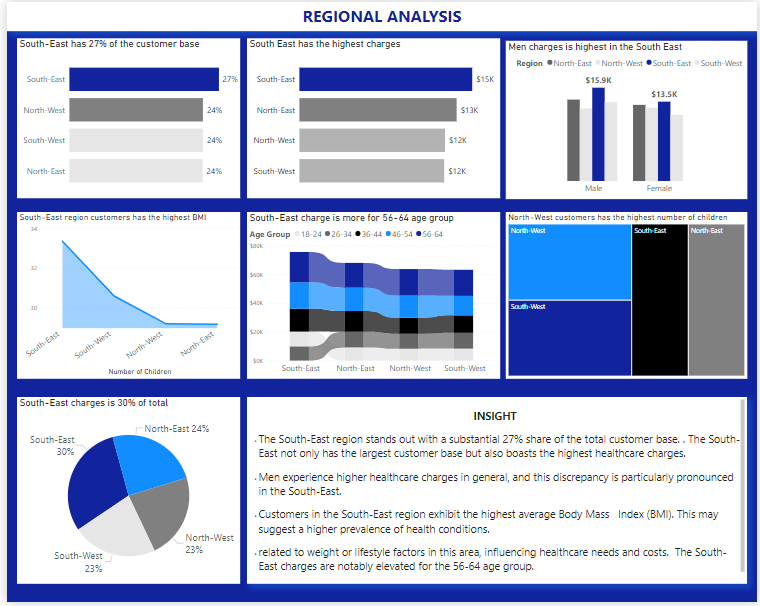 REGIONAL ANALYSIS
South-East has 27% of the customer base
South-East 27%
North-West 24%
South-West 24%
North-East 24%
South East has the highest charges
South-East $15K
North-East $13K
North-West $12K
South-West $12K
Men charges is highest in the South East
Region North-East North-West South-East South-West
$15.9K
$13.5K
Male Female
South-East region customers has the highest BMI
34
32
30
South-East South-West North-West North-East
Number of Children
South-East charge is more for 56-64 age group
Age Group 18-24 26-34 36-44 46-54 56-64
$80K
$60K
$40K
$20K
$0K
South-East North-East North-West South-West
North-West customers has the highest number of children
North-West South-East North-East
South-West
South-East charges is 30% of total
North-East 24%
South-East
30%
North-West
23%
South-West
23%
INSIGHT
. The South-East region stands out with a substantial 27% share of the total customer base. . The South-
East not only has the largest customer base but also boasts the highest healthcare charges.
. Men experience higher healthcare charges in general, and this discrepancy is particularly pronounced
in the South-East.
. Customers in the South-East region exhibit the highest average Body Mass Index (BMI). This may
suggest a higher prevalence of health conditions.
. related to weight or lifestyle factors in this area, influencing healthcare needs and costs. The South-
East charges are notably elevated for the 56-64 age group.